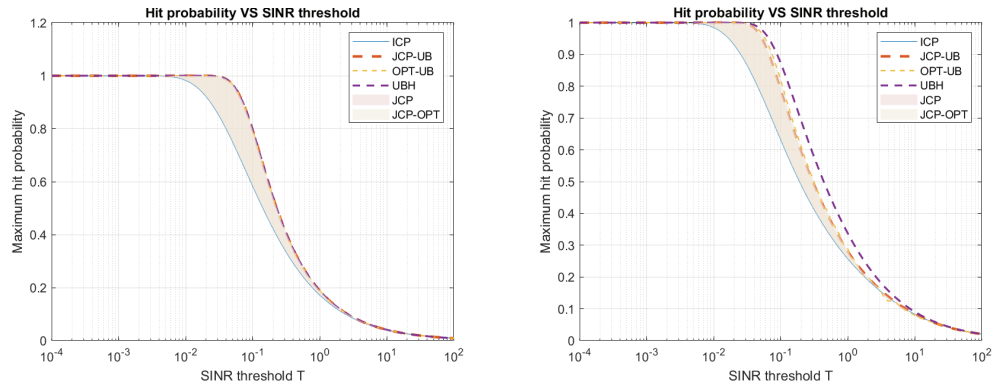 Hit probability VS SINR threshold
1.2
1
0.8
0.6
0.4
0.2
0
Maximum hit probability
ICP
JCP-UB
OPT-UB
UBH
JCP
JCP-OPT
10^-4
10^-3
10^-2
10^-1
10^0
10^1
10^2
SINR threshold T
Hit probability VS SINR threshold
1
0.9
0.8
0.7
0.6
0.5
0.4
0.3
0.2
0.1
0
Maximum hit probability
ICP
JCP-UB
OPT-UB
UBH
JCP
JCP-OPT
10^-4
10^-3
10^-2
10^-1
10^0
10^1
10^2
SINR threshold T